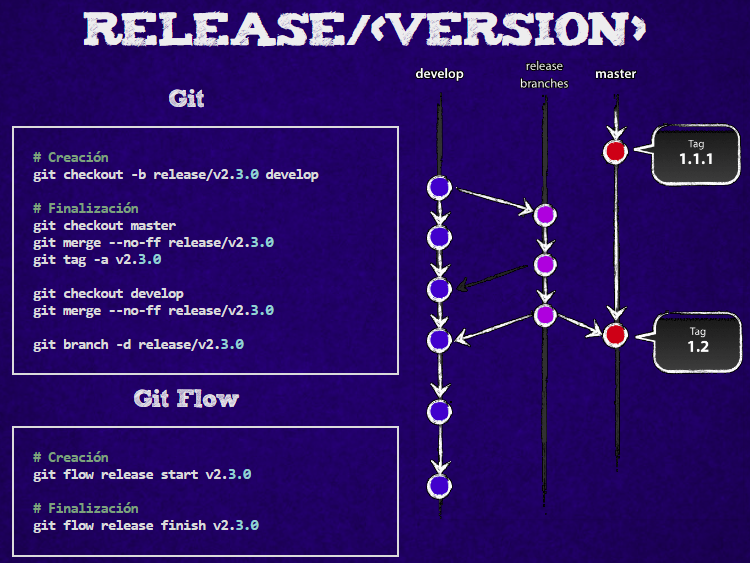 RELEASE/<VERSION>
Git
# Creación
git checkout -b release/v2.3.0 develop
# Finalización
git checkout master
git merge --no-ff release/v2.3.0
git tag -a v2.3.0
git checkout develop
git merge --no-ff release/v2.3.0
git branch -d release/v2.3.0
Git Flow
# Creación
git flow release start v2.3.0
# Finalización
git flow release finish v2.3.0
develop
release
branches
master
Tag
1.1.1
Tag
1.2